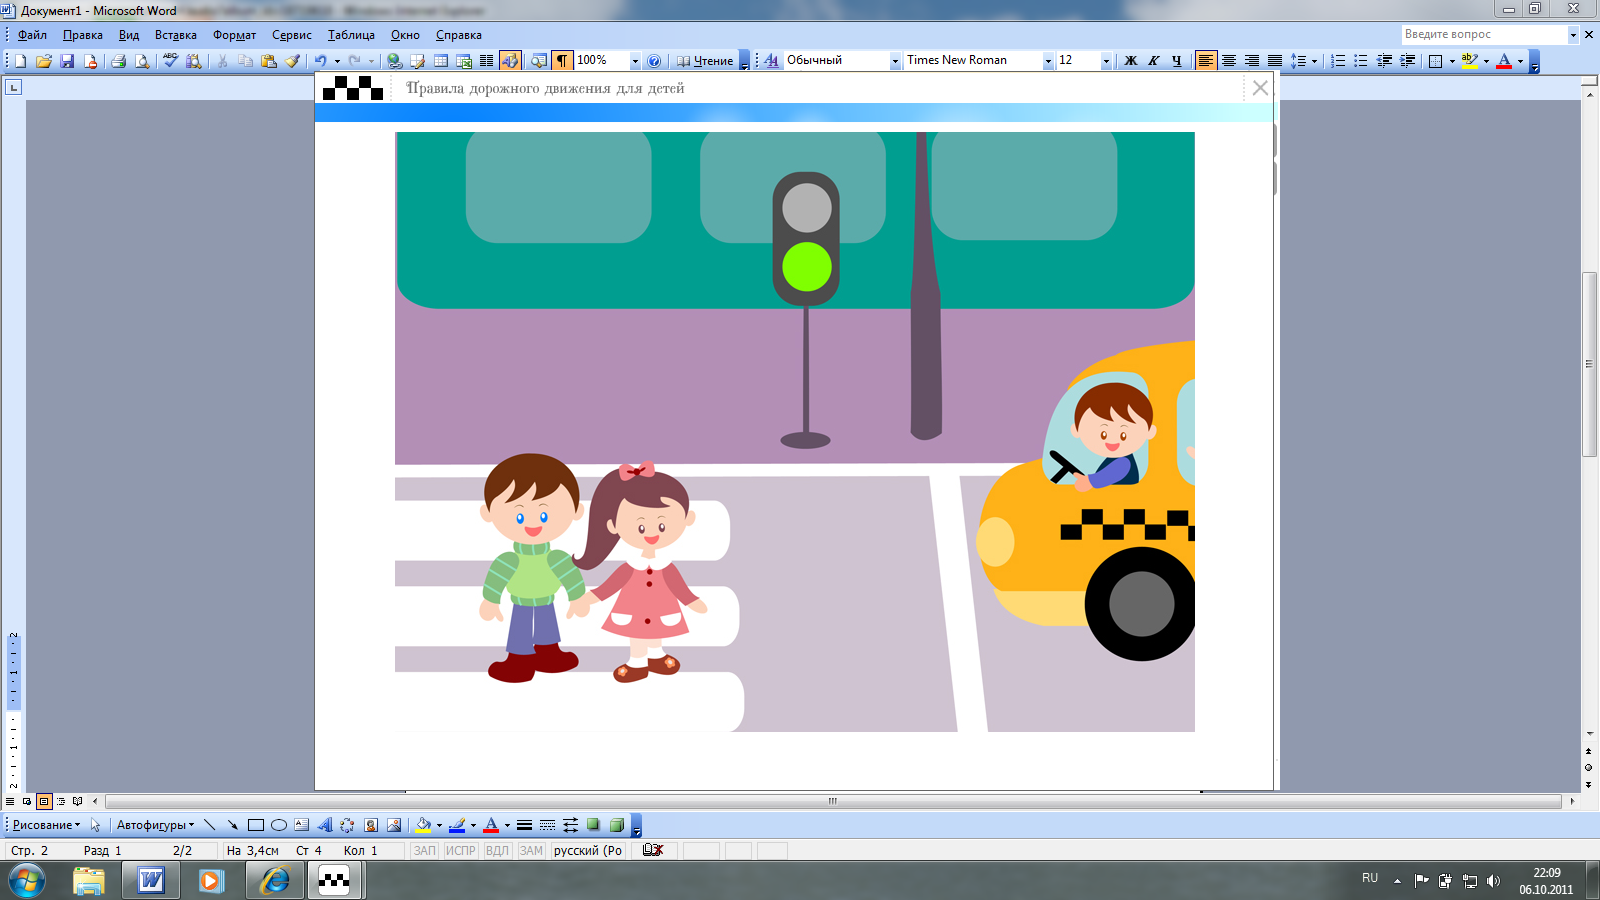 Документ1 - Microsoft Word
Файл Правка Вид Вставка Формат Сервис Таблица Окно Справка
Введите вопрос
100%
Чтение
Обычный
Times New Roman
12
Ж К Ч
Правила дорожного движения для детей
Рисование
Автофигуры
Стр. 2 Разд 1 2/2 На 3,4см Ст 4 Кол 1 ЗАП ИСПР ВДЛ ЗАМ русский (Ро
RU
22:09
06.10.2011